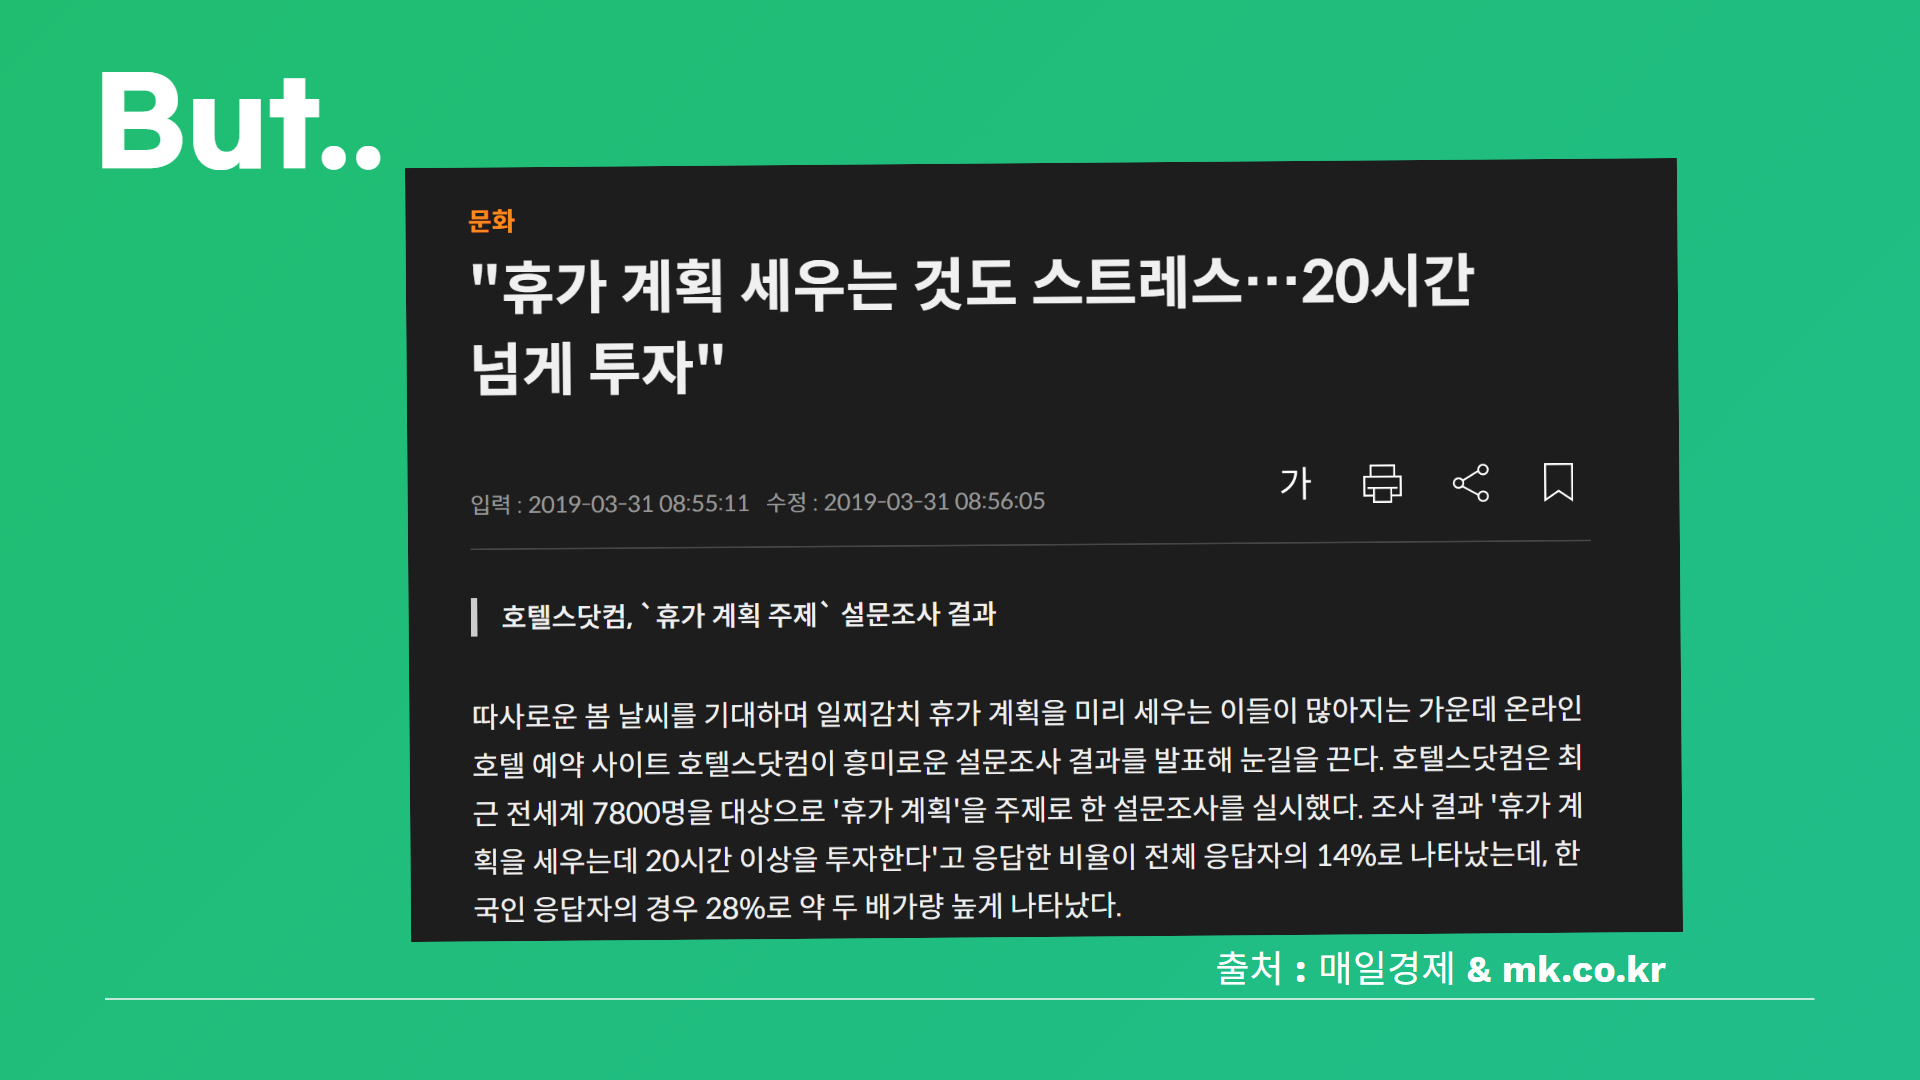 But..
문화
"휴가 계획 세우는 것도 스트레스…20시간
넘게 투자"
가
입력 : 2019-03-31 08:55:11 수정 : 2019-03-31 08:56:05
호텔스닷컴, `휴가 계획 주제` 설문조사 결과
따사로운 봄 날씨를 기대하며 일찌감치 휴가 계획을 미리 세우는 이들이 많아지는 가운데 온라인
호텔 예약 사이트 호텔스닷컴이 흥미로운 설문조사 결과를 발표해 눈길을 끈다. 호텔스닷컴은 최
근 전세계 7800명을 대상으로 '휴가 계획'을 주제로 한 설문조사를 실시했다. 조사 결과 '휴가 계
획을 세우는데 20시간 이상을 투자한다'고 응답한 비율이 전체 응답자의 14%로 나타났는데, 한
국인 응답자의 경우 28%로 약 두 배가량 높게 나타났다.
출처 : 매일경제 & mk.co.kr